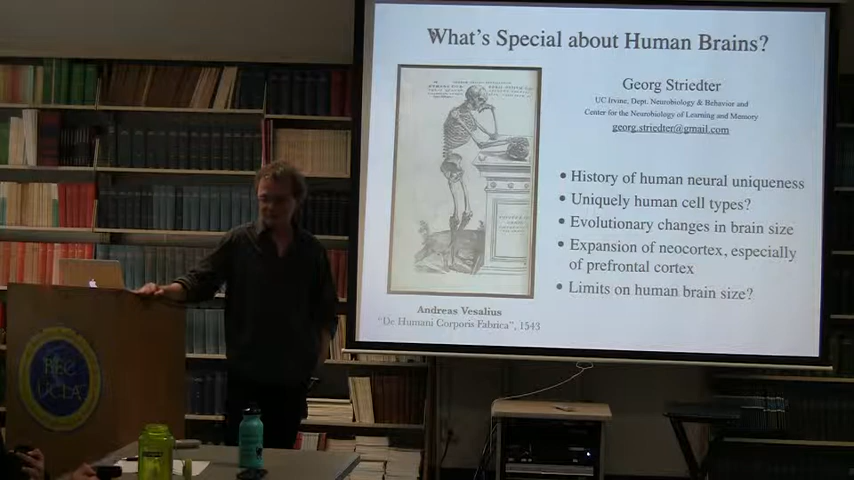 What's Special about Human Brains?
Georg Striedter
UC Irvine, Dept. Neurobiology & Behavior and
Center for the Neurobiology of Learning and Memory
georg.striedter@gmail.com
• History of human neural uniqueness
• Uniquely human cell types?
• Evolutionary changes in brain size
• Expansion of neocortex, especially
of prefrontal cortex
• Limits on human brain size?
Andreas Vesalius
"De Humani Corporis Fabrica", 1543
UCLA